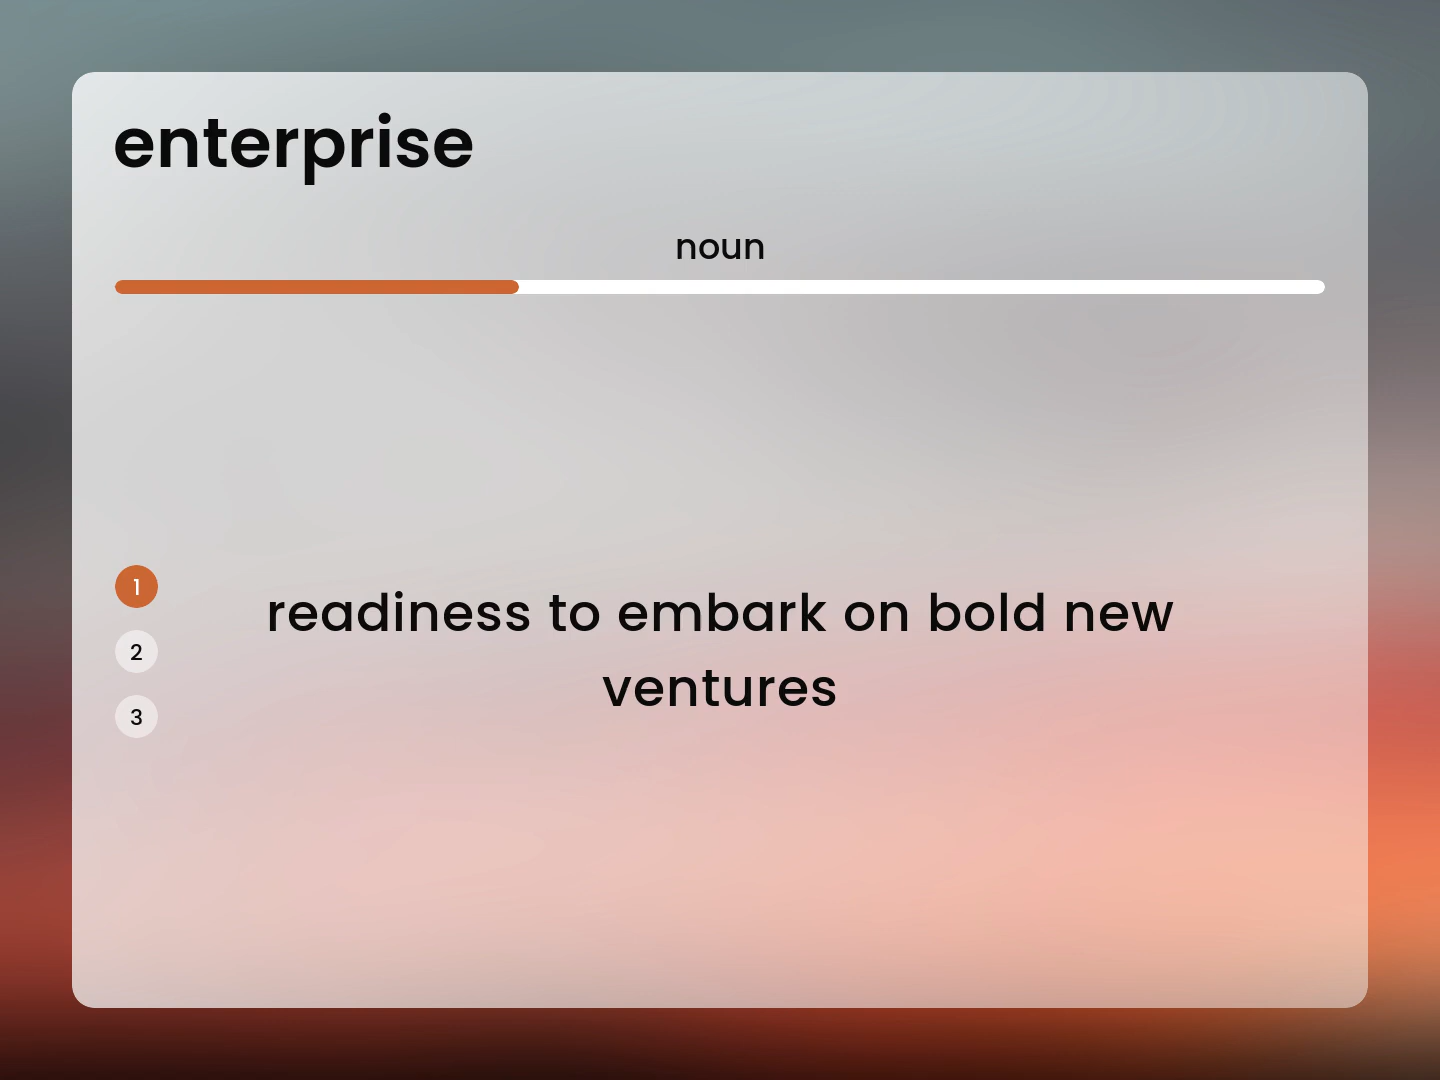 enterprise
noun
1
2
3
readiness to embark on bold new
ventures